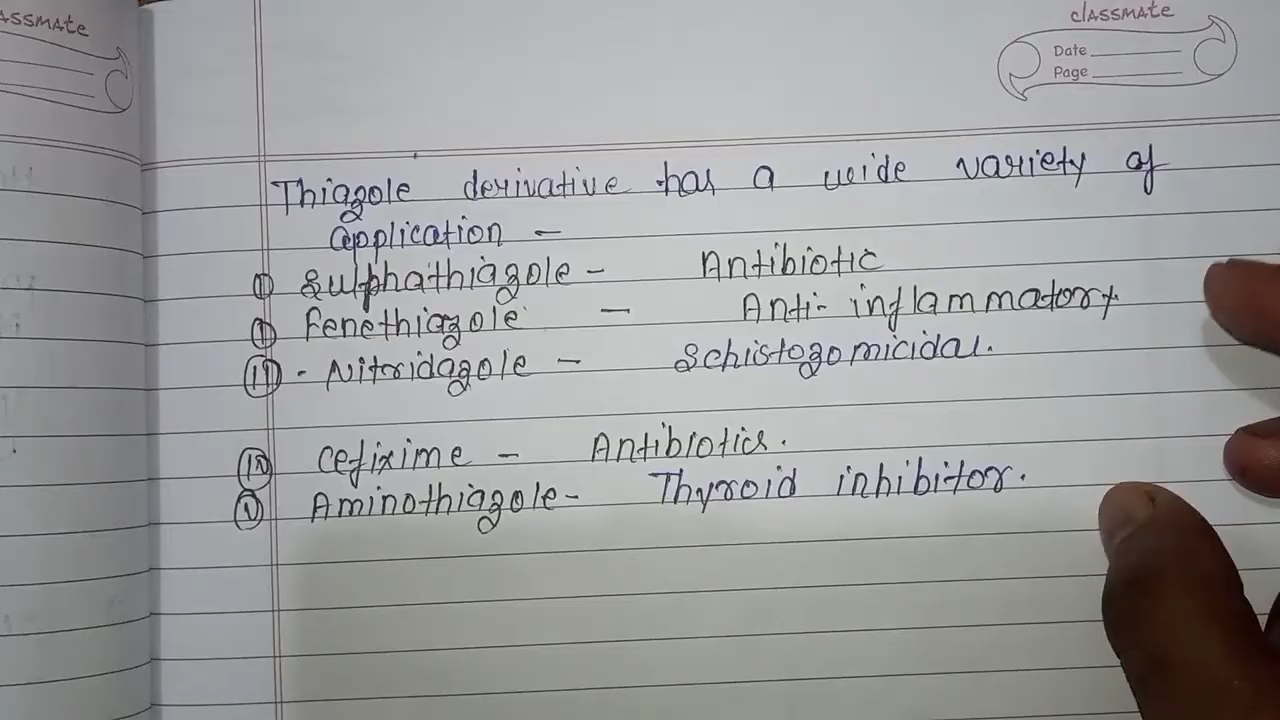 ASSMAte
classmate
Date
Page
Thiazole derivative has a wide variety of
application -
I Sulphathiazole - Antibiotic
II Fenethiazole - Anti-inflammatory
III - Nitridazole - Schistozomicidal.
IV Cefixime - Antibiotics.
V Aminothiazole - Thyroid inhibitor.